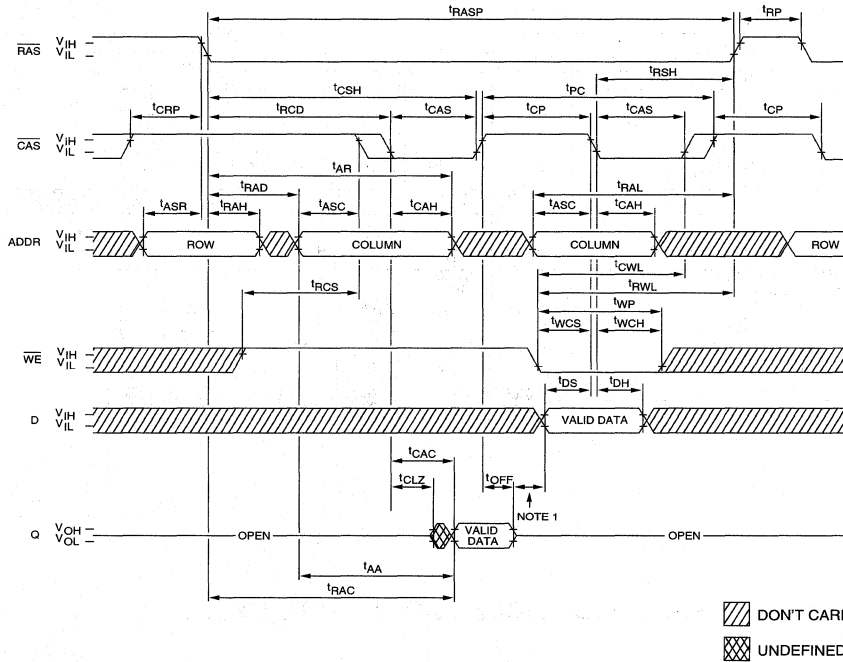 tRASP tRP
RAS VIH
VIL
tRSH
tCSH tPC
tCRP tRCD tCAS tCP tCAS tCP
CAS VIH
VIL
tAR
tRAD tRAL
tASR tRAH tASC tCAH tASC tCAH
ADDR VIH
VIL
ROW COLUMN COLUMN ROW
tCWL
tRCS tRWL
tWP
tWCS tWCH
WE VIH
VIL
tDS tDH
D VIH
VIL
VALID DATA
tCAC
tCLZ tOFF
NOTE 1
Q VOH
VOL
OPEN VALID
DATA OPEN
tAA
tRAC
DON'T CARE
UNDEFINED